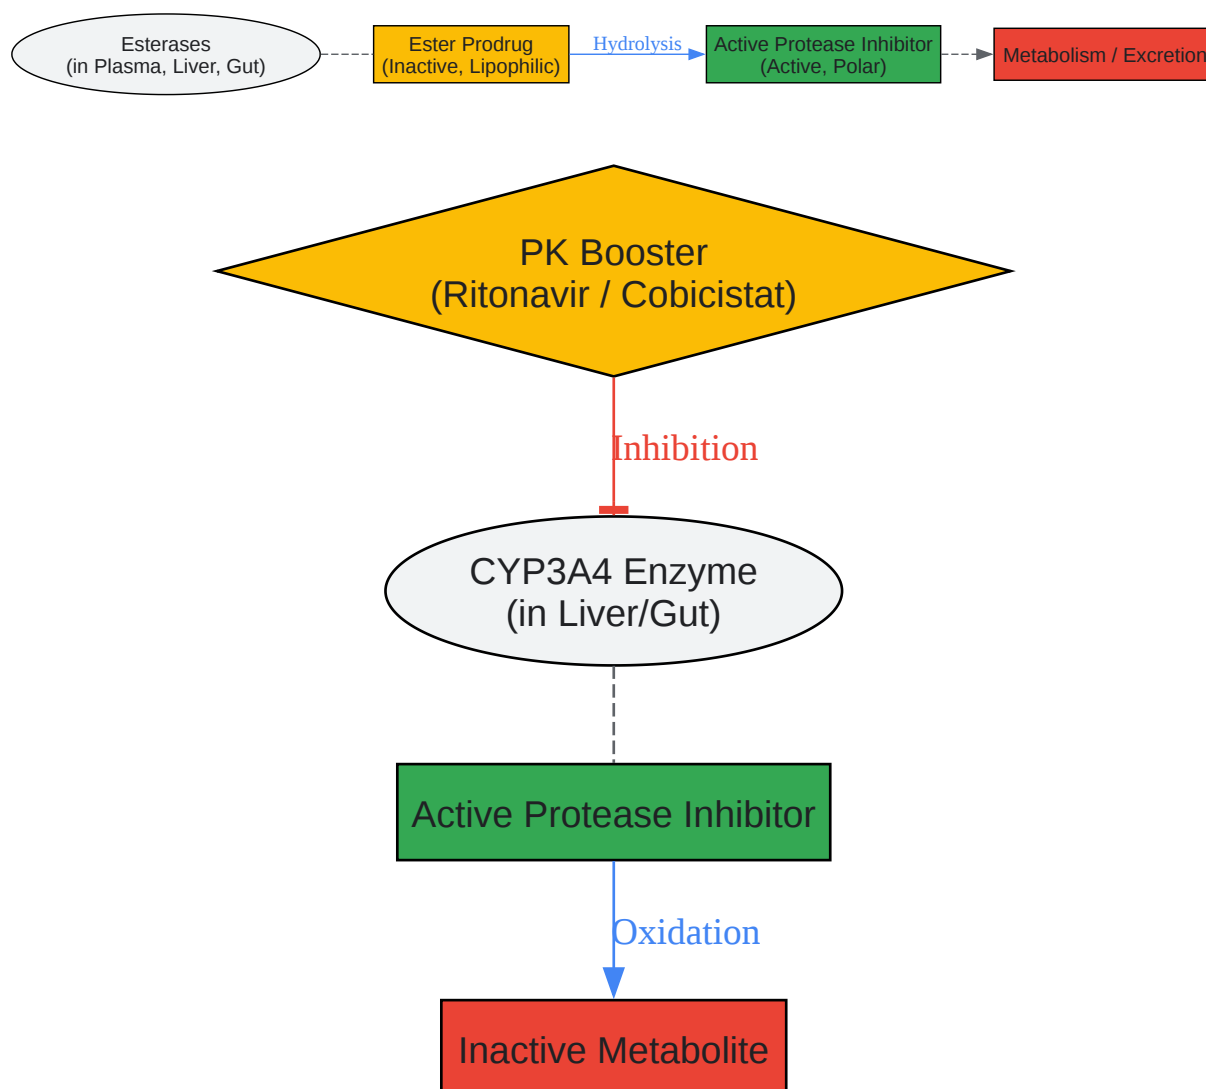 Esterases
(in Plasma, Liver, Gut)
Ester Prodrug
(Inactive, Lipophilic)
Hydrolysis
Active Protease Inhibitor
(Active, Polar)
Metabolism / Excretion
PK Booster
(Ritonavir / Cobicistat)
Inhibition
CYP3A4 Enzyme
(in Liver/Gut)
Active Protease Inhibitor
Oxidation
Inactive Metabolite